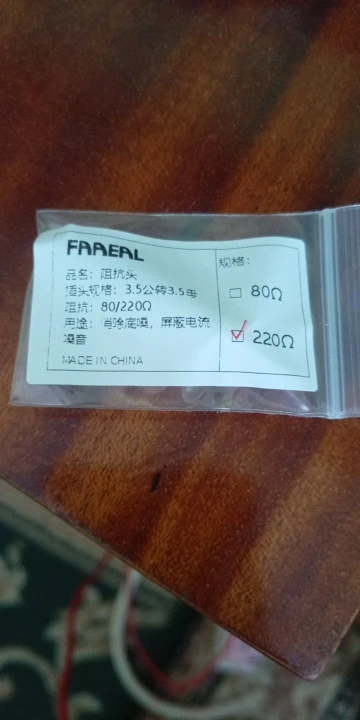 FAAEAL
品名：阻抗头
插头规格：3.5公转3.5母
阻抗：80/220Ω
用途：消除底噪，屏蔽电流
噪音
MADE IN CHINA
规格：
80Ω
220Ω